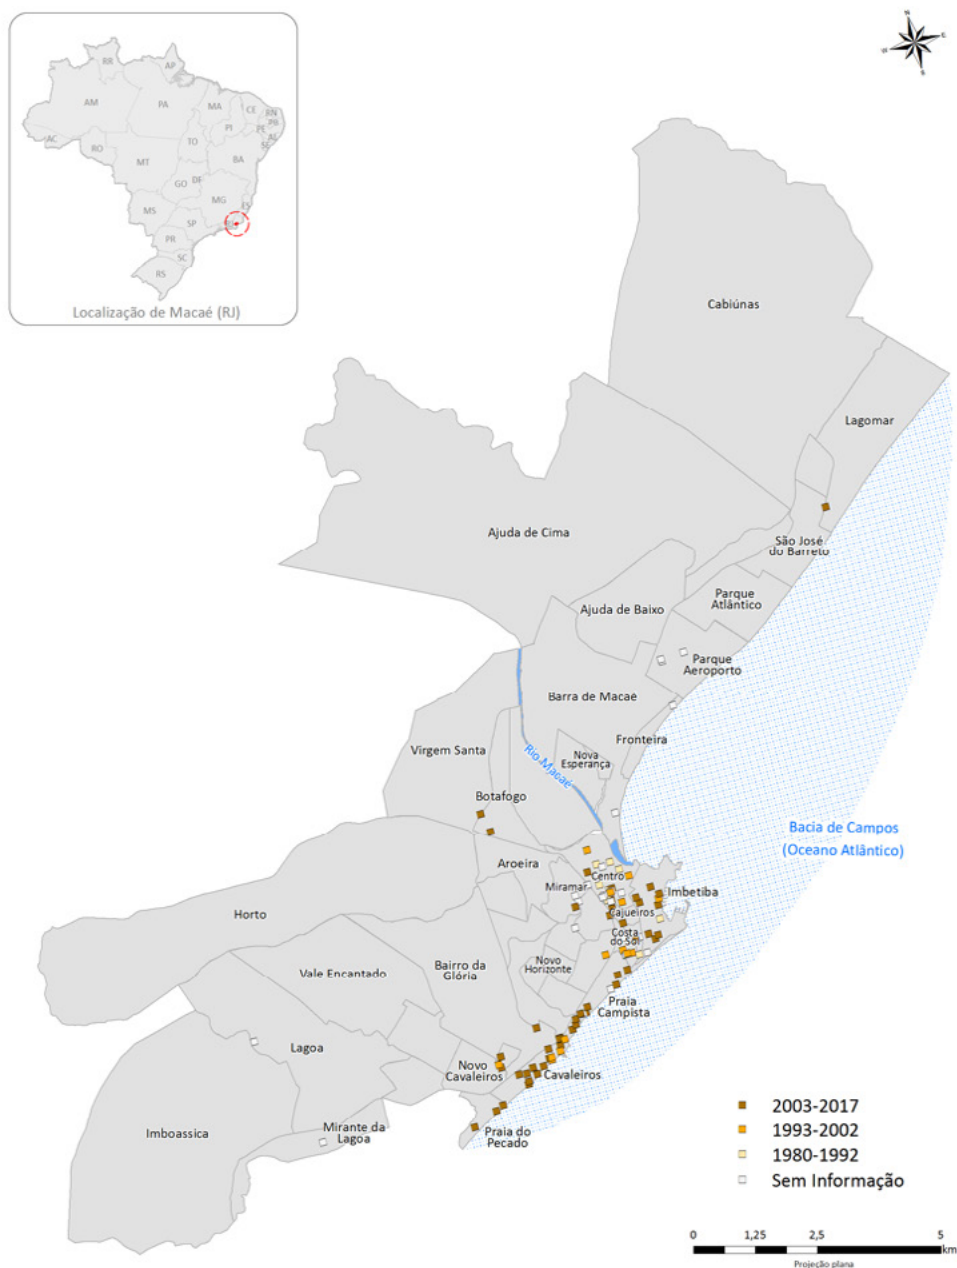 N
W
E
S
RR
AP
AM
PA
MA
CE
RN
PB
PI
PE
AL
SE
AC
RO
TO
MT
BA
GO
DF
MG
ES
MS
SP
RJ
PR
SC
RS
Localização de Macaé (RJ)
Cabiúnas
Lagomar
São José
do Barreto
Ajuda de Cima
Parque
Atlântico
Ajuda de Baixo
Parque
Aeroporto
Barra de Macaé
Fronteira
Virgem Santa
Nova
Esperança
Rio Macaé
Botafogo
Bacia de Campos
(Oceano Atlântico)
Aroeira
Centro
Miramar
Imbetiba
Cajueiros
Horto
Costa
do Sol
Bairro da
Glória
Novo
Horizonte
Vale Encantado
Praia
Campista
Lagoa
Novo
Cavaleiros
Cavaleiros
Imboassica
Mirante da
Lagoa
Praia do
Pecado
2003-2017
1993-2002
1980-1992
Sem Informação
0 1,25 2,5 5
km
Projeção plana